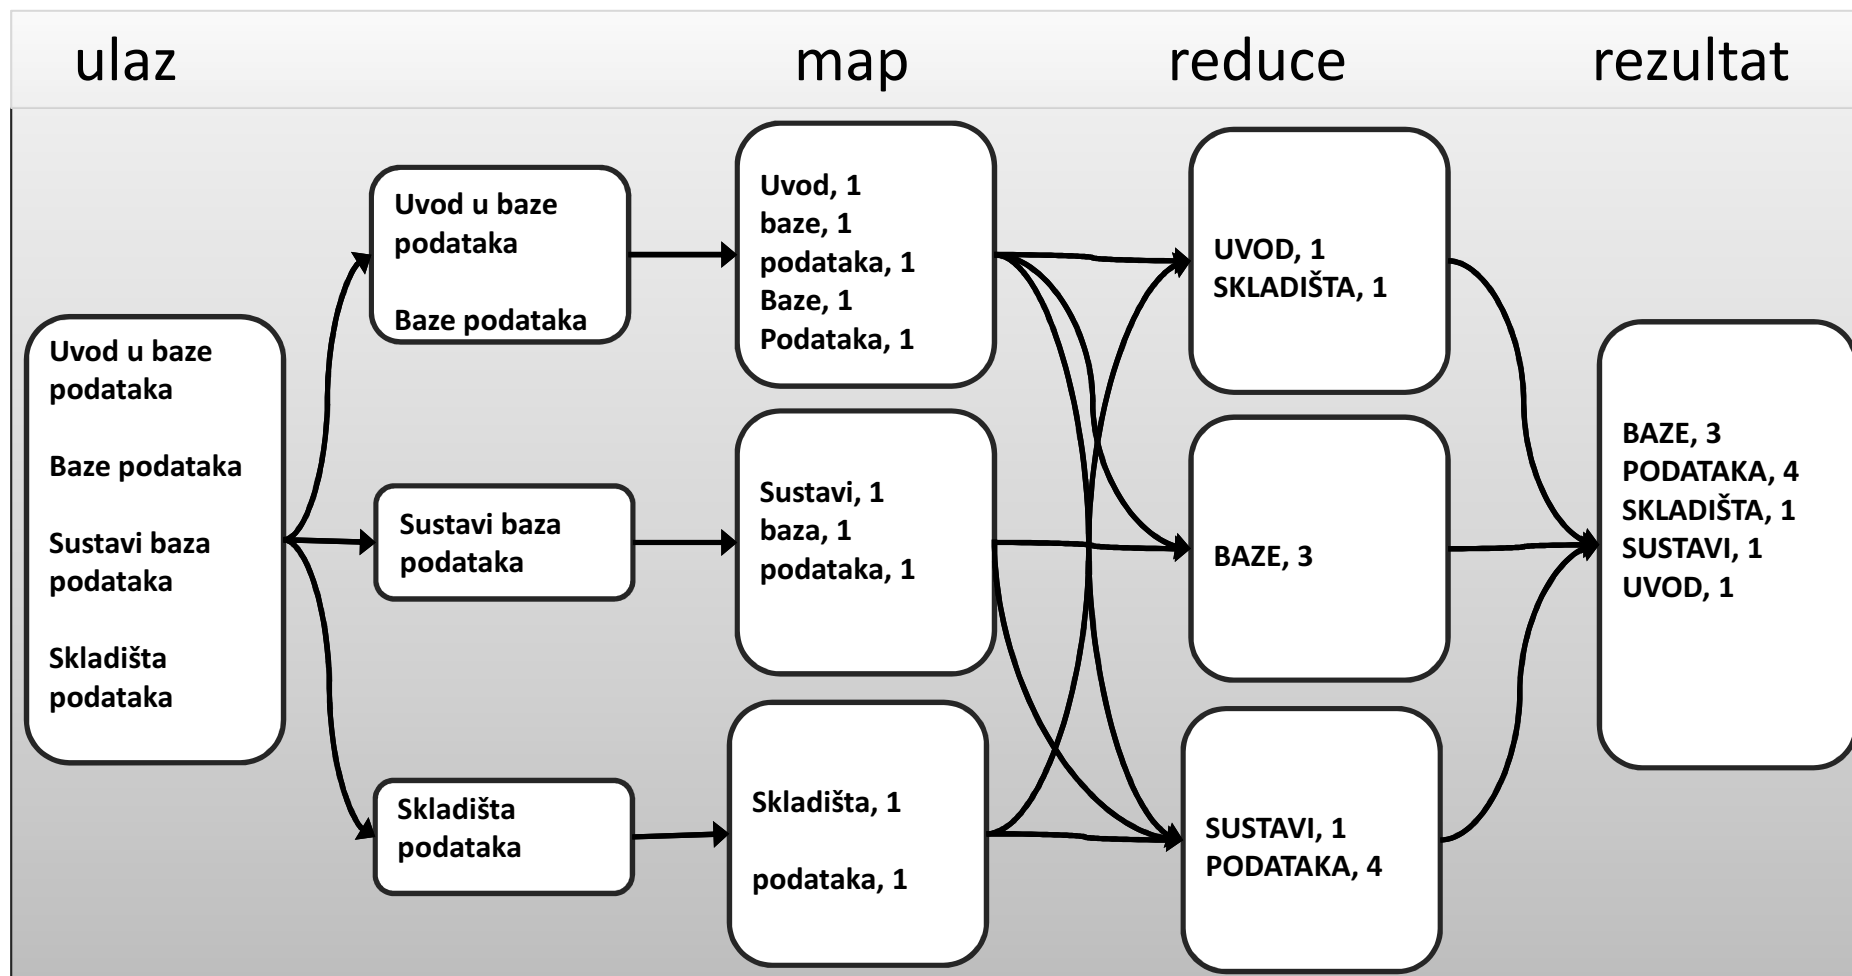 ulaz
map
reduce
rezultat
Uvod u baze
podataka
Baze podataka
Sustavi baza
podataka
Skladišta
podataka
Uvod u baze
podataka
Baze podataka
Sustavi baza
podataka
Skladišta
podataka
Uvod, 1
baze, 1
podataka, 1
Baze, 1
Podataka, 1
Sustavi, 1
baza, 1
podataka, 1
Skladišta, 1
podataka, 1
UVOD, 1
SKLADIŠTA, 1
BAZE, 3
SUSTAVI, 1
PODATAKA, 4
BAZE, 3
PODATAKA, 4
SKLADIŠTA, 1
SUSTAVI, 1
UVOD, 1